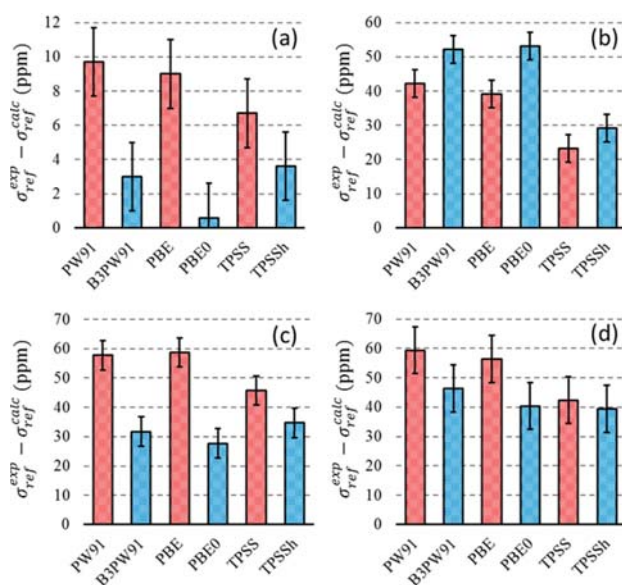 (a)
σ_ref^exp − σ_ref^calc (ppm)
12
10
8
6
4
2
0
PW91 B3PW91 PBE PBE0 TPSS TPSSh
(b)
σ_ref^exp − σ_ref^calc (ppm)
60
50
40
30
20
10
0
PW91 B3PW91 PBE PBE0 TPSS TPSSh
(c)
σ_ref^exp − σ_ref^calc (ppm)
70
60
50
40
30
20
10
0
PW91 B3PW91 PBE PBE0 TPSS TPSSh
(d)
σ_ref^exp − σ_ref^calc (ppm)
70
60
50
40
30
20
10
0
PW91 B3PW91 PBE PBE0 TPSS TPSSh